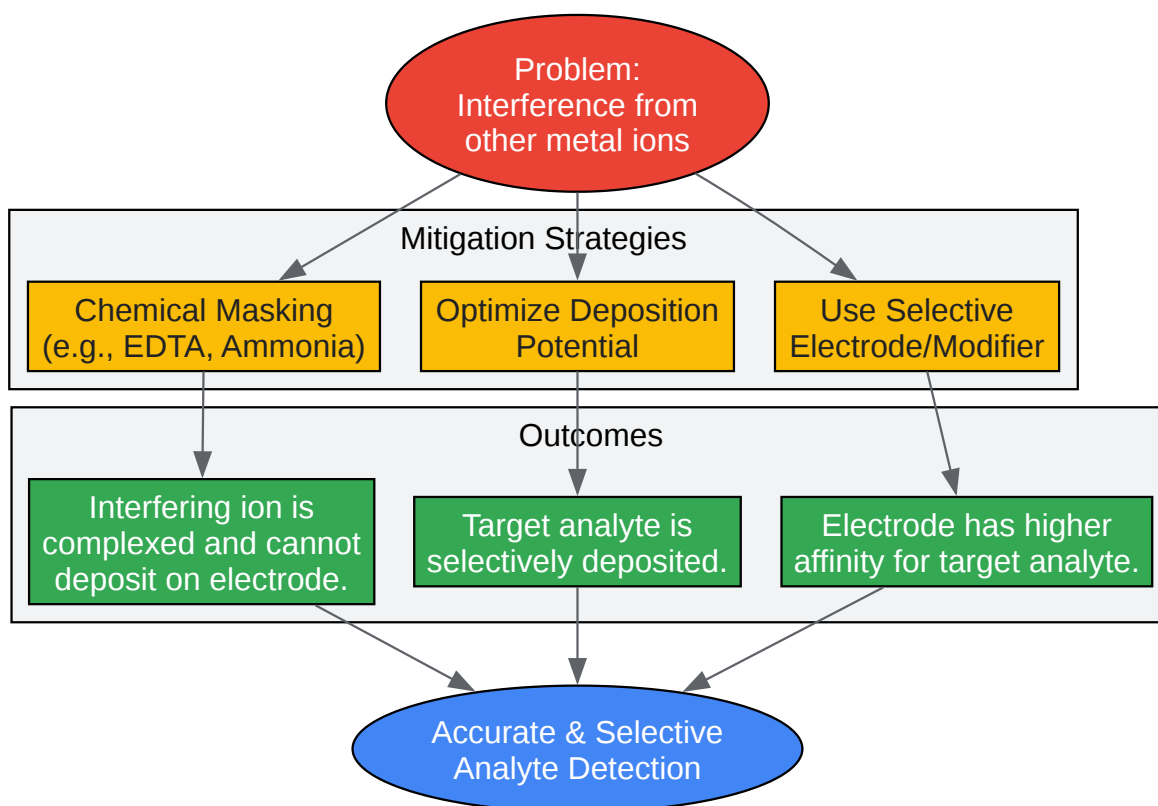 Problem:
Interference from
other metal ions
Mitigation Strategies
Chemical Masking
(e.g., EDTA, Ammonia)
Optimize Deposition
Potential
Use Selective
Electrode/Modifier
Outcomes
Interfering ion is
complexed and cannot
deposit on electrode.
Target analyte is
selectively deposited.
Electrode has higher
affinity for target analyte.
Accurate & Selective
Analyte Detection